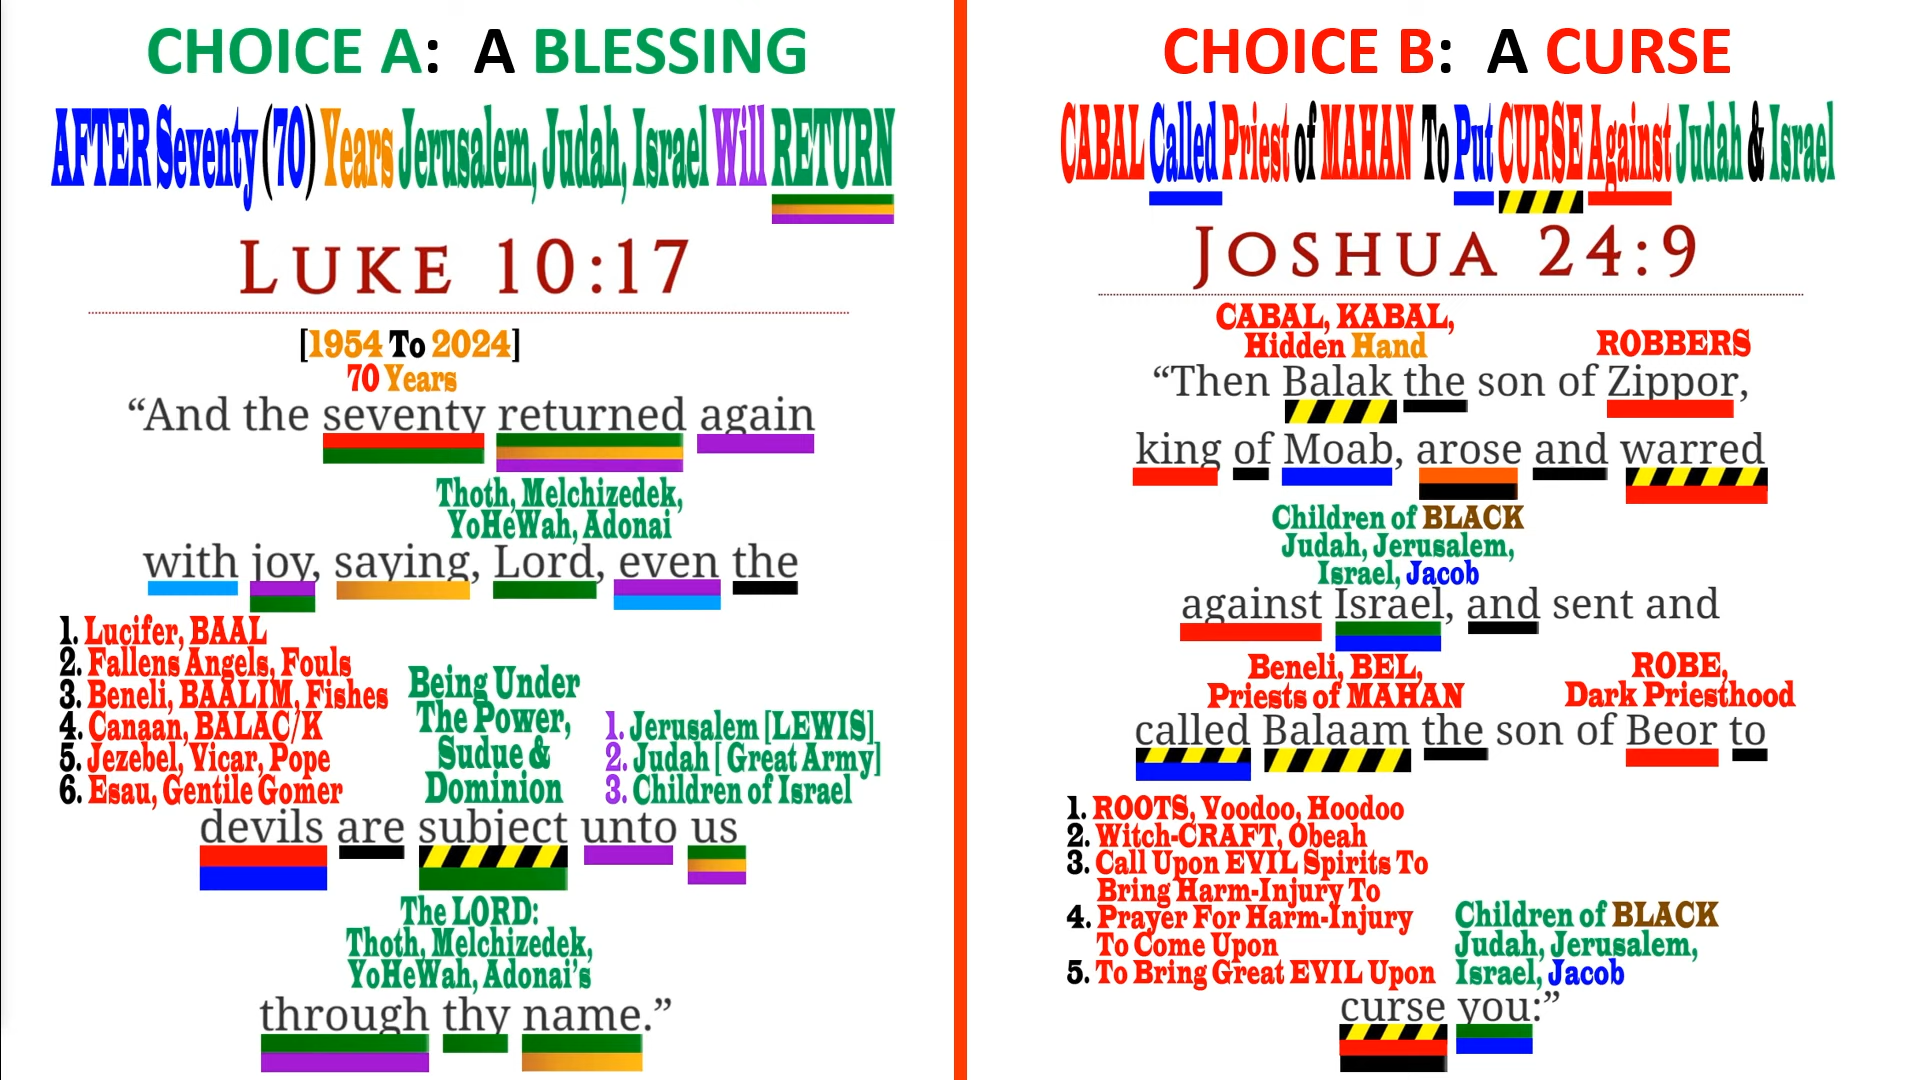 CHOICE A: A BLESSING
AFTER Seventy (70) Years Jerusalem, Judah, Israel Will RETURN
LUKE 10:17
[1954 To 2024]
70 Years
“And the seventy returned again
Thoth, Melchizedek,
YoHeWah, Adonai
with joy, saying, Lord, even the
1. Lucifer, BAAL
2. Fallens Angels, Fouls
3. Beneli, BAALIM, Fishes
4. Canaan, BALAC/K
5. Jezebel, Vicar, Pope
6. Esau, Gentile Gomer
Being Under
The Power,
Sudue &
Dominion
1. Jerusalem [LEWIS]
2. Judah [ Great Army]
3. Children of Israel
devils are subject unto us
The LORD:
Thoth, Melchizedek,
YoHeWah, Adonai's
through thy name.”
CHOICE B: A CURSE
CABAL Called Priest of MAHAN To Put CURSE Against Judah & Israel
JOSHUA 24:9
CABAL, KABAL,
Hidden Hand
ROBBERS
“Then Balak the son of Zippor,
king of Moab, arose and warred
Children of BLACK
Judah, Jerusalem,
Israel, Jacob
against Israel, and sent and
Beneli, BEL,
Priests of MAHAN
ROBE,
Dark Priesthood
called Balaam the son of Beor to
1. ROOTS, Voodoo, Hoodoo
2. Witch-CRAFT, Obeah
3. Call Upon EVIL Spirits To
Bring Harm-Injury To
4. Prayer For Harm-Injury
To Come Upon
5. To Bring Great EVIL Upon
Children of BLACK
Judah, Jerusalem,
Israel, Jacob
curse you:”